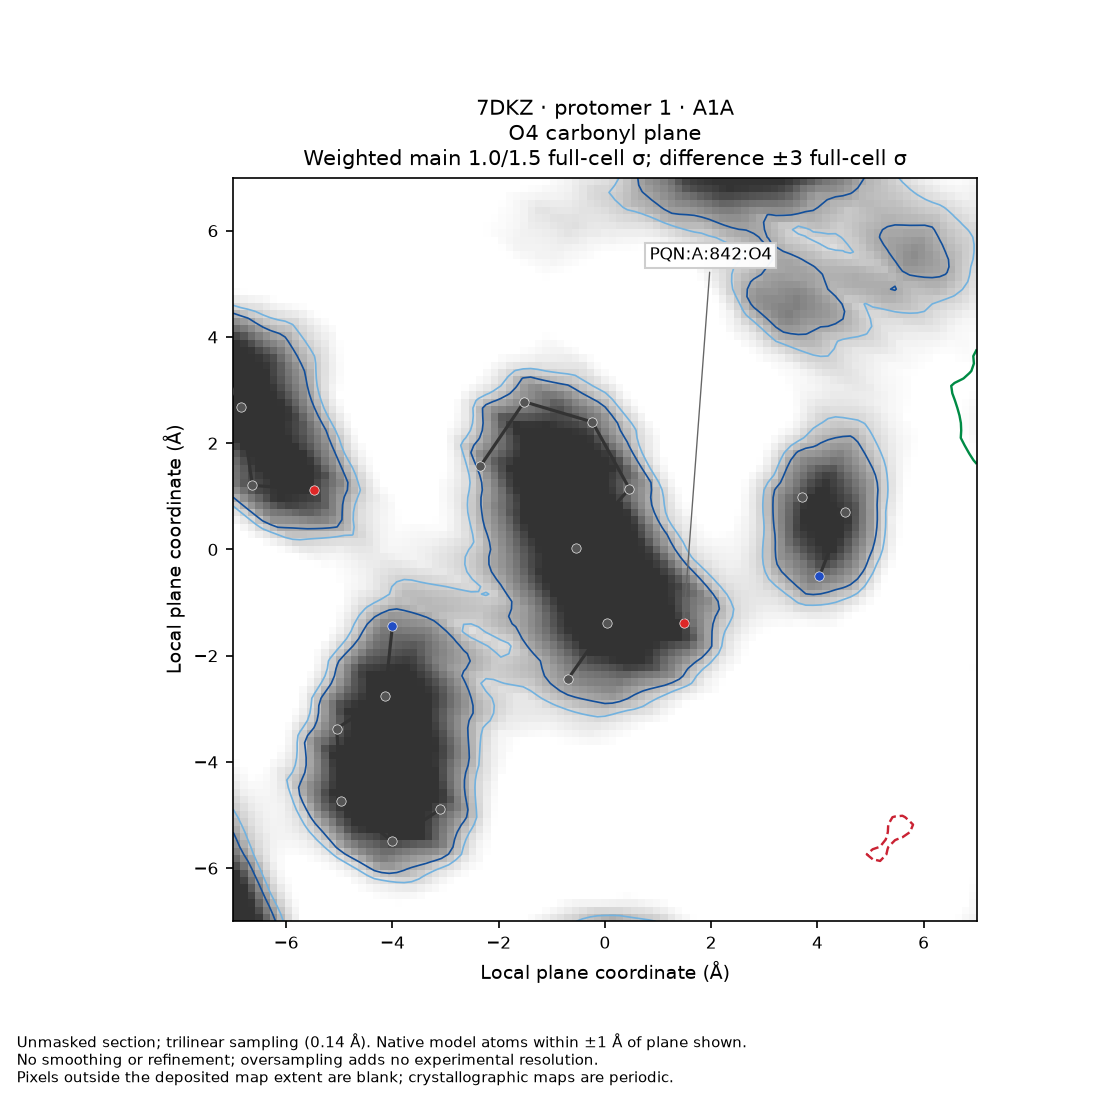 7DKZ · protomer 1 · A1A
O4 carbonyl plane
Weighted main 1.0/1.5 full-cell σ; difference ±3 full-cell σ
PQN:A:842:O4
6
4
2
0
−2
−4
−6
Local plane coordinate (Å)
−6
−4
−2
0
2
4
6
Local plane coordinate (Å)
Unmasked section; trilinear sampling (0.14 Å). Native model atoms within ±1 Å of plane shown.
No smoothing or refinement; oversampling adds no experimental resolution.
Pixels outside the deposited map extent are blank; crystallographic maps are periodic.